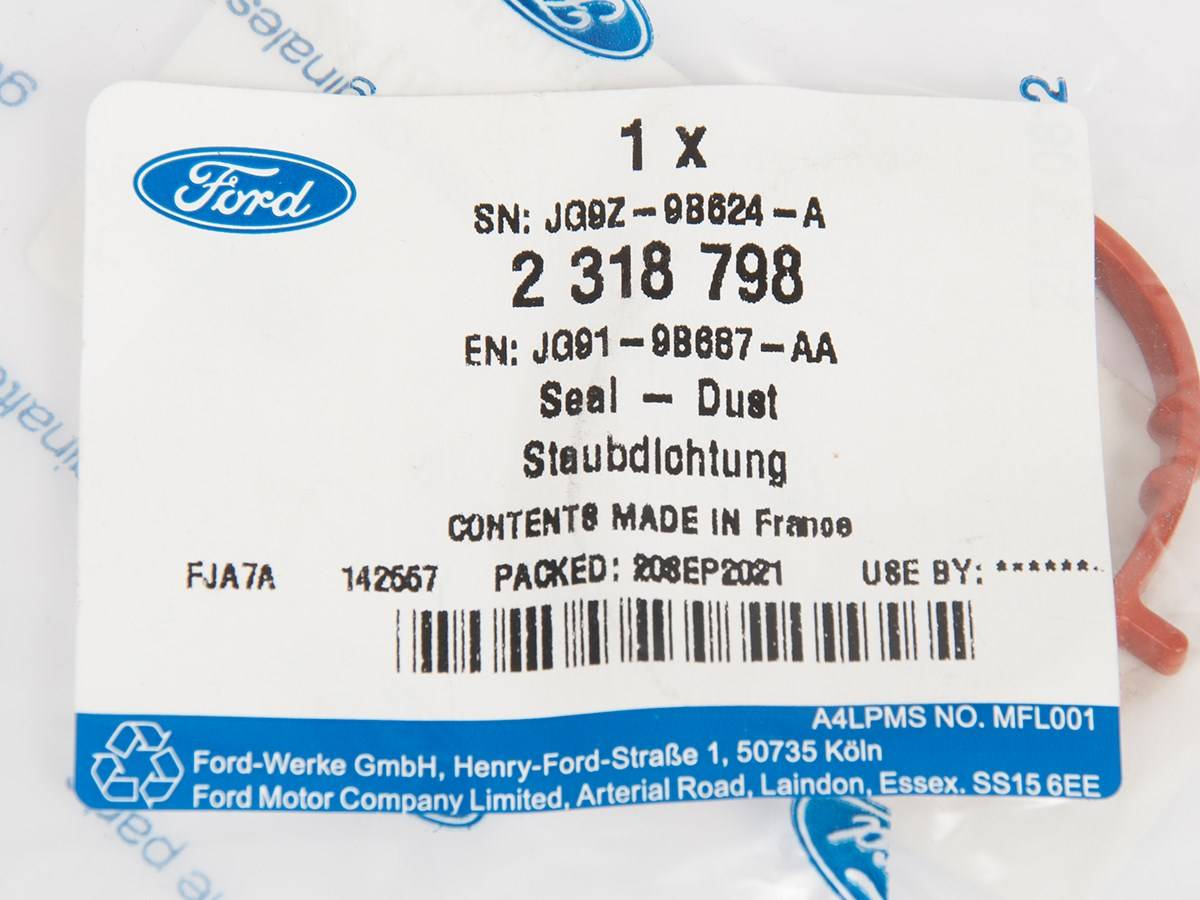 ginales
Ford
1 x
SN: JG9Z-9B624-A
2 318 798
EN: JG91-9B687-AA
Seal - Dust
Staubdichtung
CONTENTS MADE IN France
FJA7A 142557 PACKED: 20SEP2021 USE BY: ******
A4LPMS NO. MFL001
Ford-Werke GmbH, Henry-Ford-Straße 1, 50735 Köln
Ford Motor Company Limited, Arterial Road, Laindon, Essex. SS15 6EE